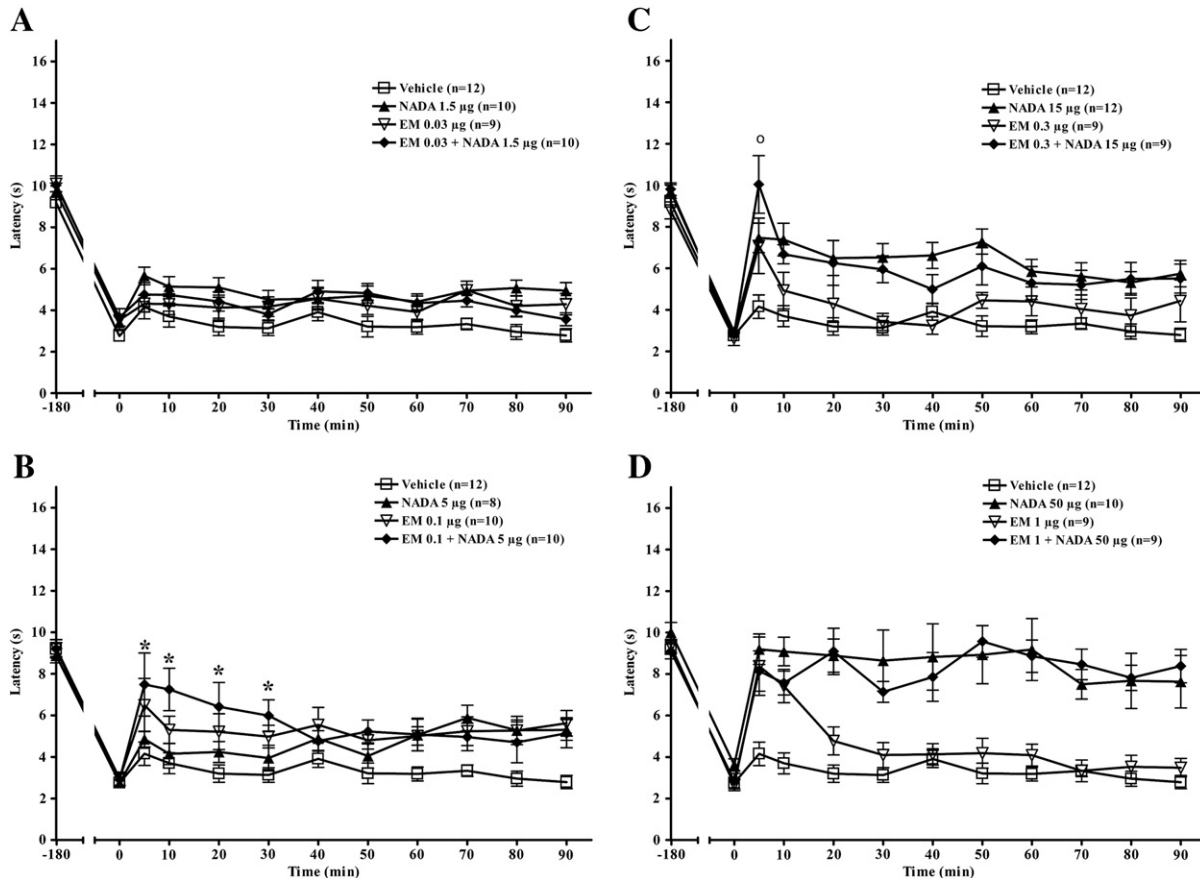 A
Vehicle (n=12)
NADA 1.5 µg (n=10)
EM 0.03 µg (n=9)
EM 0.03 + NADA 1.5 µg (n=10)
Latency (s)
16
14
12
10
8
6
4
2
0
-180 0 10 20 30 40 50 60 70 80 90
Time (min)
C
Vehicle (n=12)
NADA 15 µg (n=12)
EM 0.3 µg (n=9)
EM 0.3 + NADA 15 µg (n=9)
o
Latency (s)
16
14
12
10
8
6
4
2
0
-180 0 10 20 30 40 50 60 70 80 90
Time (min)
B
Vehicle (n=12)
NADA 5 µg (n=8)
EM 0.1 µg (n=10)
EM 0.1 + NADA 5 µg (n=10)
* * * *
Latency (s)
16
14
12
10
8
6
4
2
0
-180 0 10 20 30 40 50 60 70 80 90
Time (min)
D
Vehicle (n=12)
NADA 50 µg (n=10)
EM 1 µg (n=9)
EM 1 + NADA 50 µg (n=9)
Latency (s)
16
14
12
10
8
6
4
2
0
-180 0 10 20 30 40 50 60 70 80 90
Time (min)